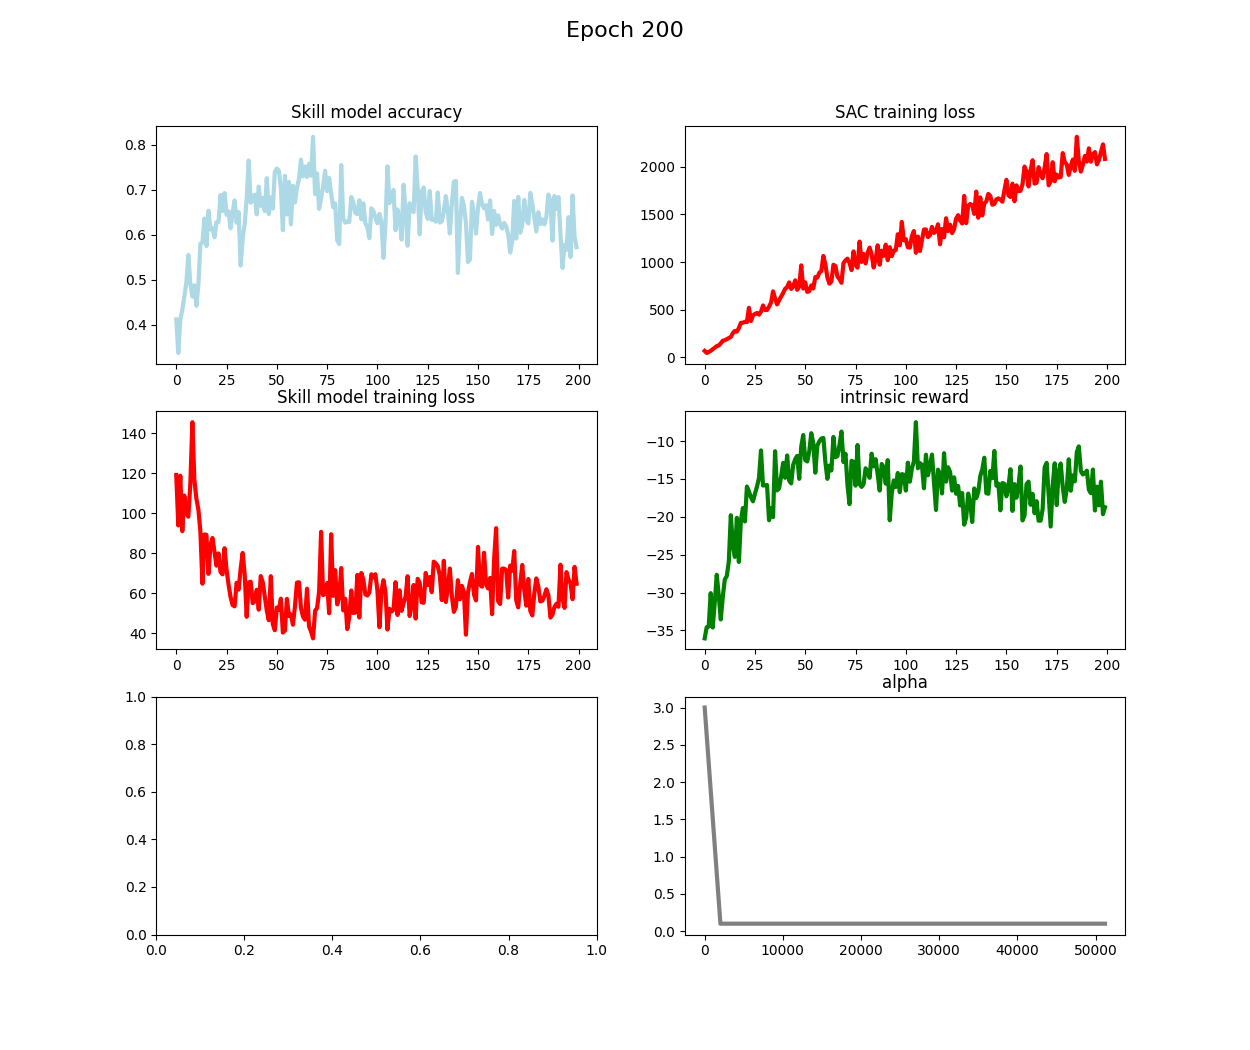 Epoch 200
Skill model accuracy
0.8
0.7
0.6
0.5
0.4
0 25 50 75 100 125 150 175 200
SAC training loss
2000
1500
1000
500
0
0 25 50 75 100 125 150 175 200
Skill model training loss
140
120
100
80
60
40
0 25 50 75 100 125 150 175 200
intrinsic reward
−10
−15
−20
−25
−30
−35
0 25 50 75 100 125 150 175 200
1.0
0.8
0.6
0.4
0.2
0.0
0.0 0.2 0.4 0.6 0.8 1.0
alpha
3.0
2.5
2.0
1.5
1.0
0.5
0.0
0 10000 20000 30000 40000 50000